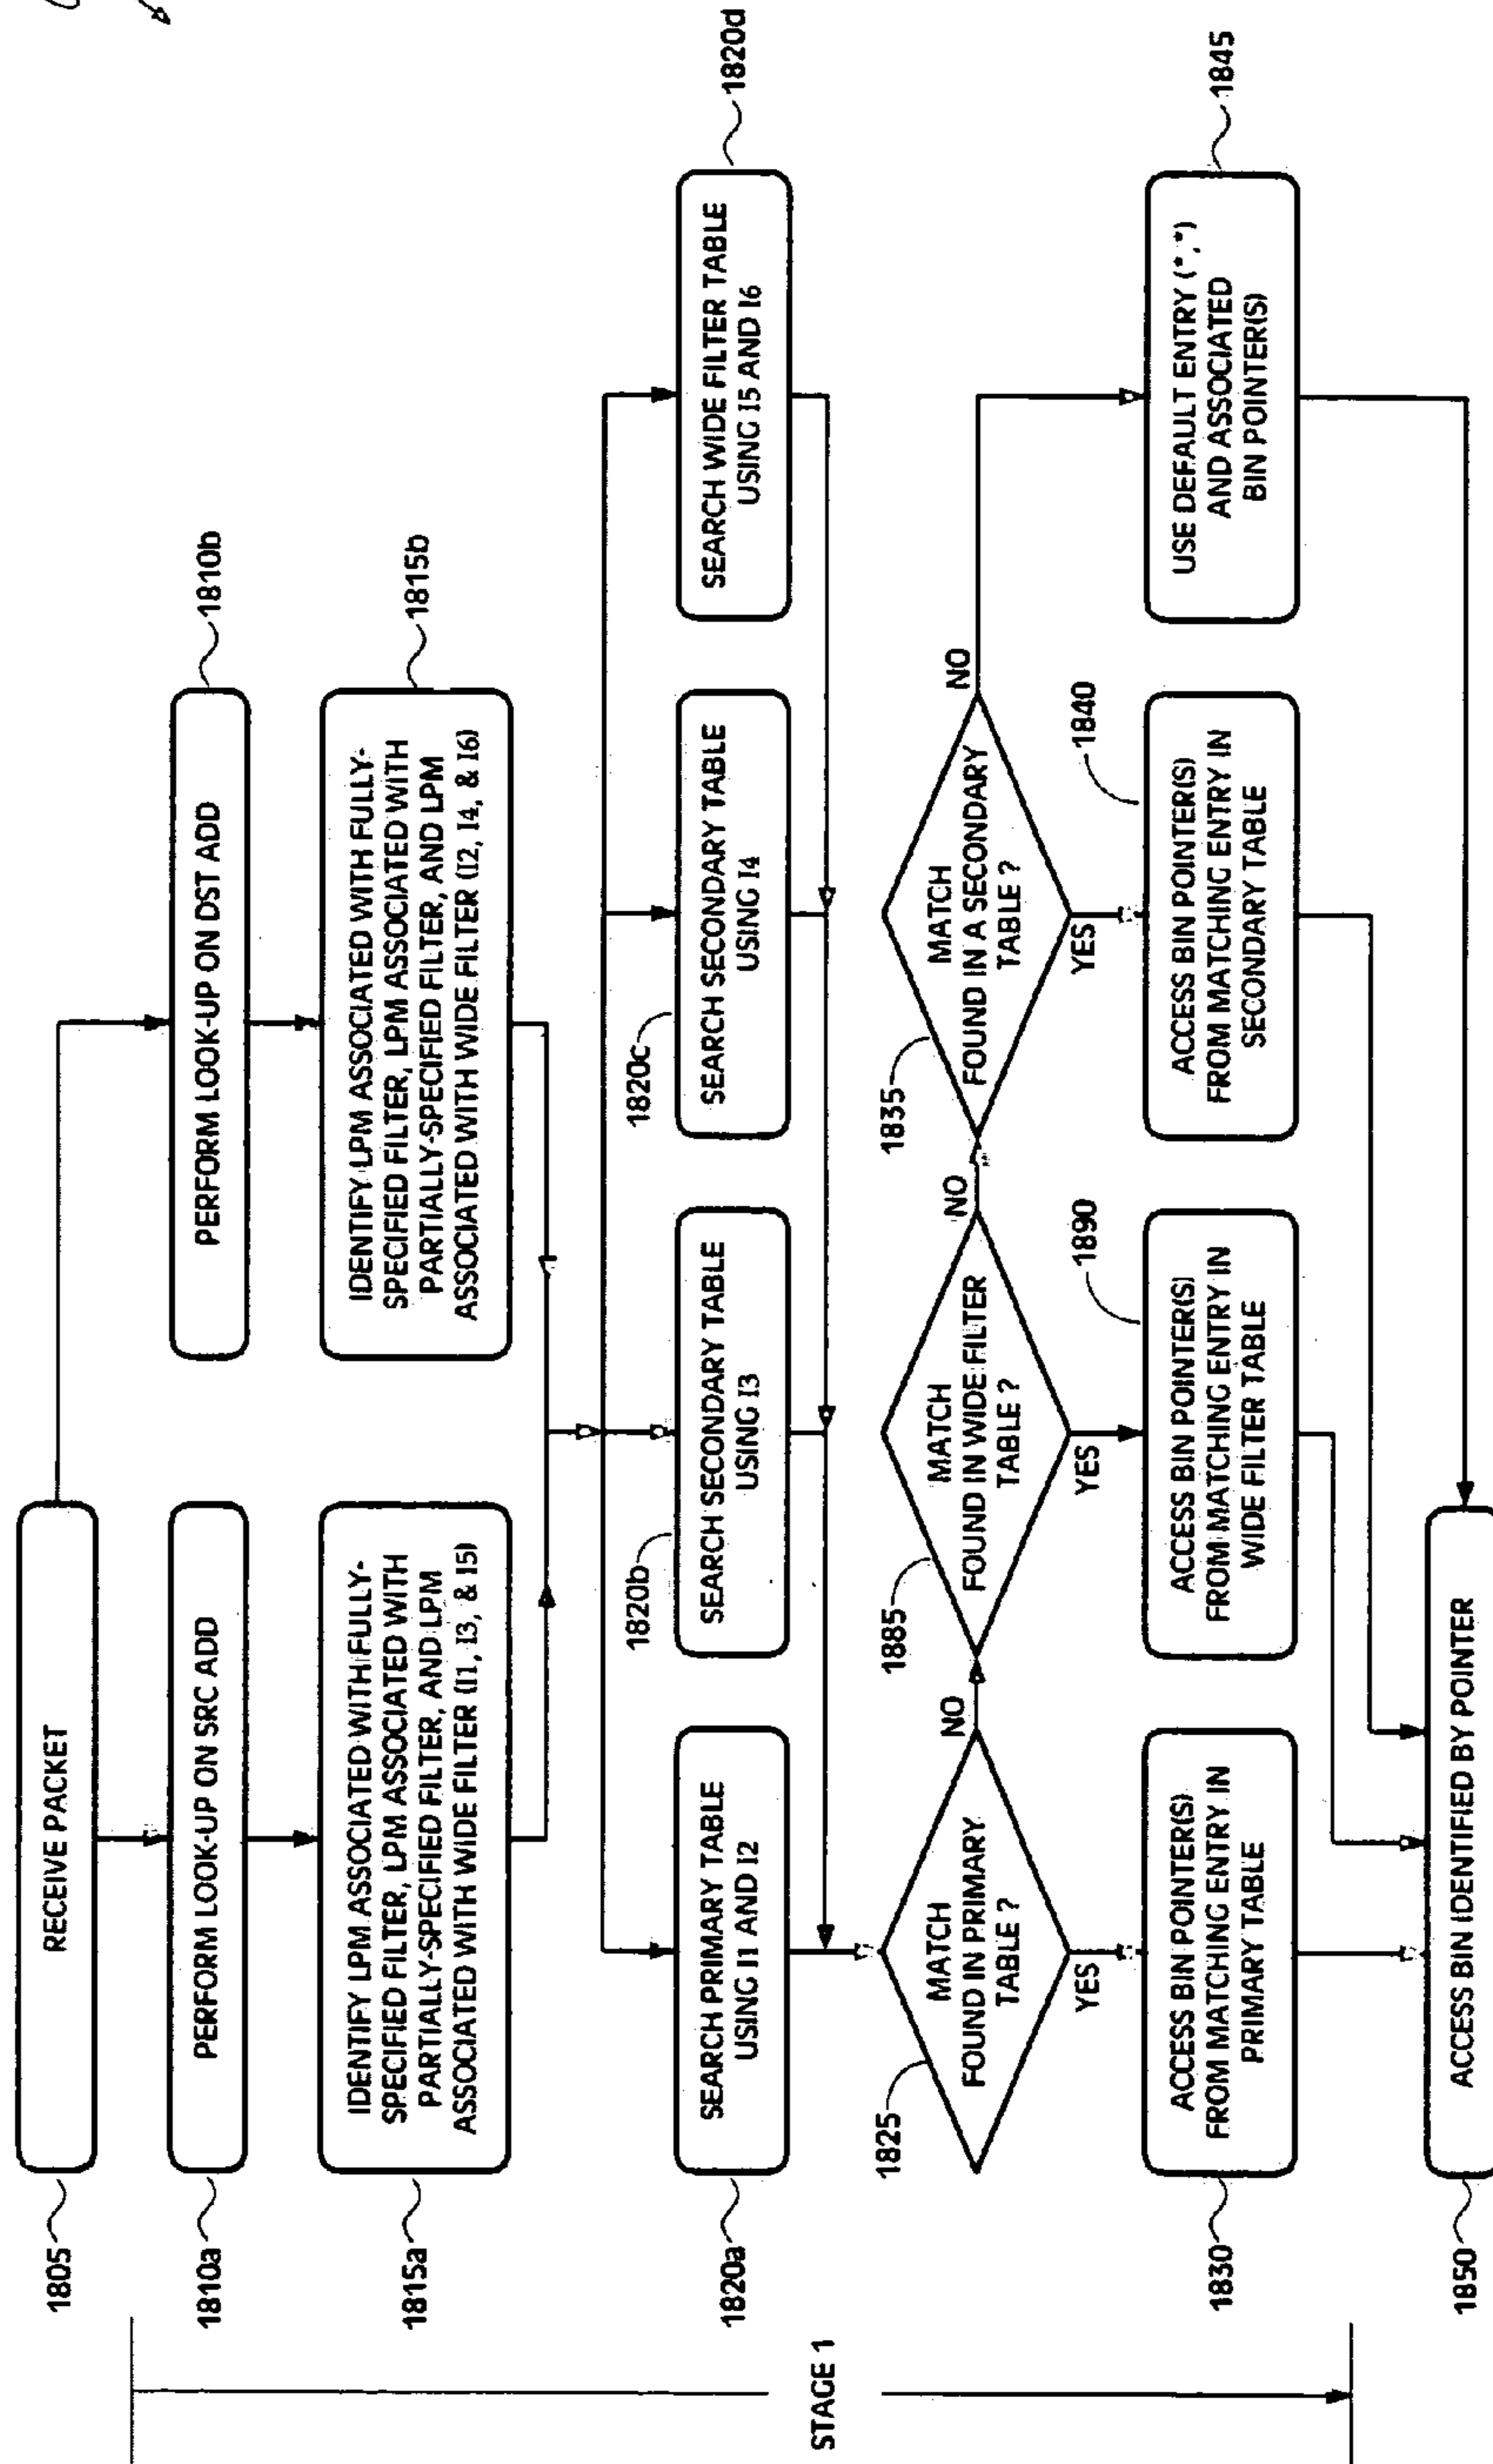 1805
RECEIVE PACKET
1810a
PERFORM LOOK-UP ON SRC ADD
PERFORM LOOK-UP ON DST ADD
1810b
1815a
IDENTIFY LPM ASSOCIATED WITH FULLY-
SPECIFIED FILTER, LPM ASSOCIATED WITH
PARTIALLY-SPECIFIED FILTER, AND LPM
ASSOCIATED WITH WIDE FILTER (I1, I3, & I5)
IDENTIFY LPM ASSOCIATED WITH FULLY-
SPECIFIED FILTER, LPM ASSOCIATED WITH
PARTIALLY-SPECIFIED FILTER, AND LPM
ASSOCIATED WITH WIDE FILTER (I2, I4, & I6)
1815b
1820a
SEARCH PRIMARY TABLE
USING I1 AND I2
1820b
SEARCH SECONDARY TABLE
USING I3
1820c
SEARCH SECONDARY TABLE
USING I4
SEARCH WIDE FILTER TABLE
USING I5 AND I6
1820d
STAGE 1
1825
MATCH
FOUND IN PRIMARY
TABLE ?
NO
YES
1885
MATCH
FOUND IN WIDE FILTER
TABLE ?
NO
YES
1835
MATCH
FOUND IN A SECONDARY
TABLE ?
NO
YES
1830
ACCESS BIN POINTER(S)
FROM MATCHING ENTRY IN
PRIMARY TABLE
1890
ACCESS BIN POINTER(S)
FROM MATCHING ENTRY IN
WIDE FILTER TABLE
1840
ACCESS BIN POINTER(S)
FROM MATCHING ENTRY IN
SECONDARY TABLE
USE DEFAULT ENTRY (*,*)
AND ASSOCIATED
BIN POINTER(S)
1845
1850
ACCESS BIN IDENTIFIED BY POINTER